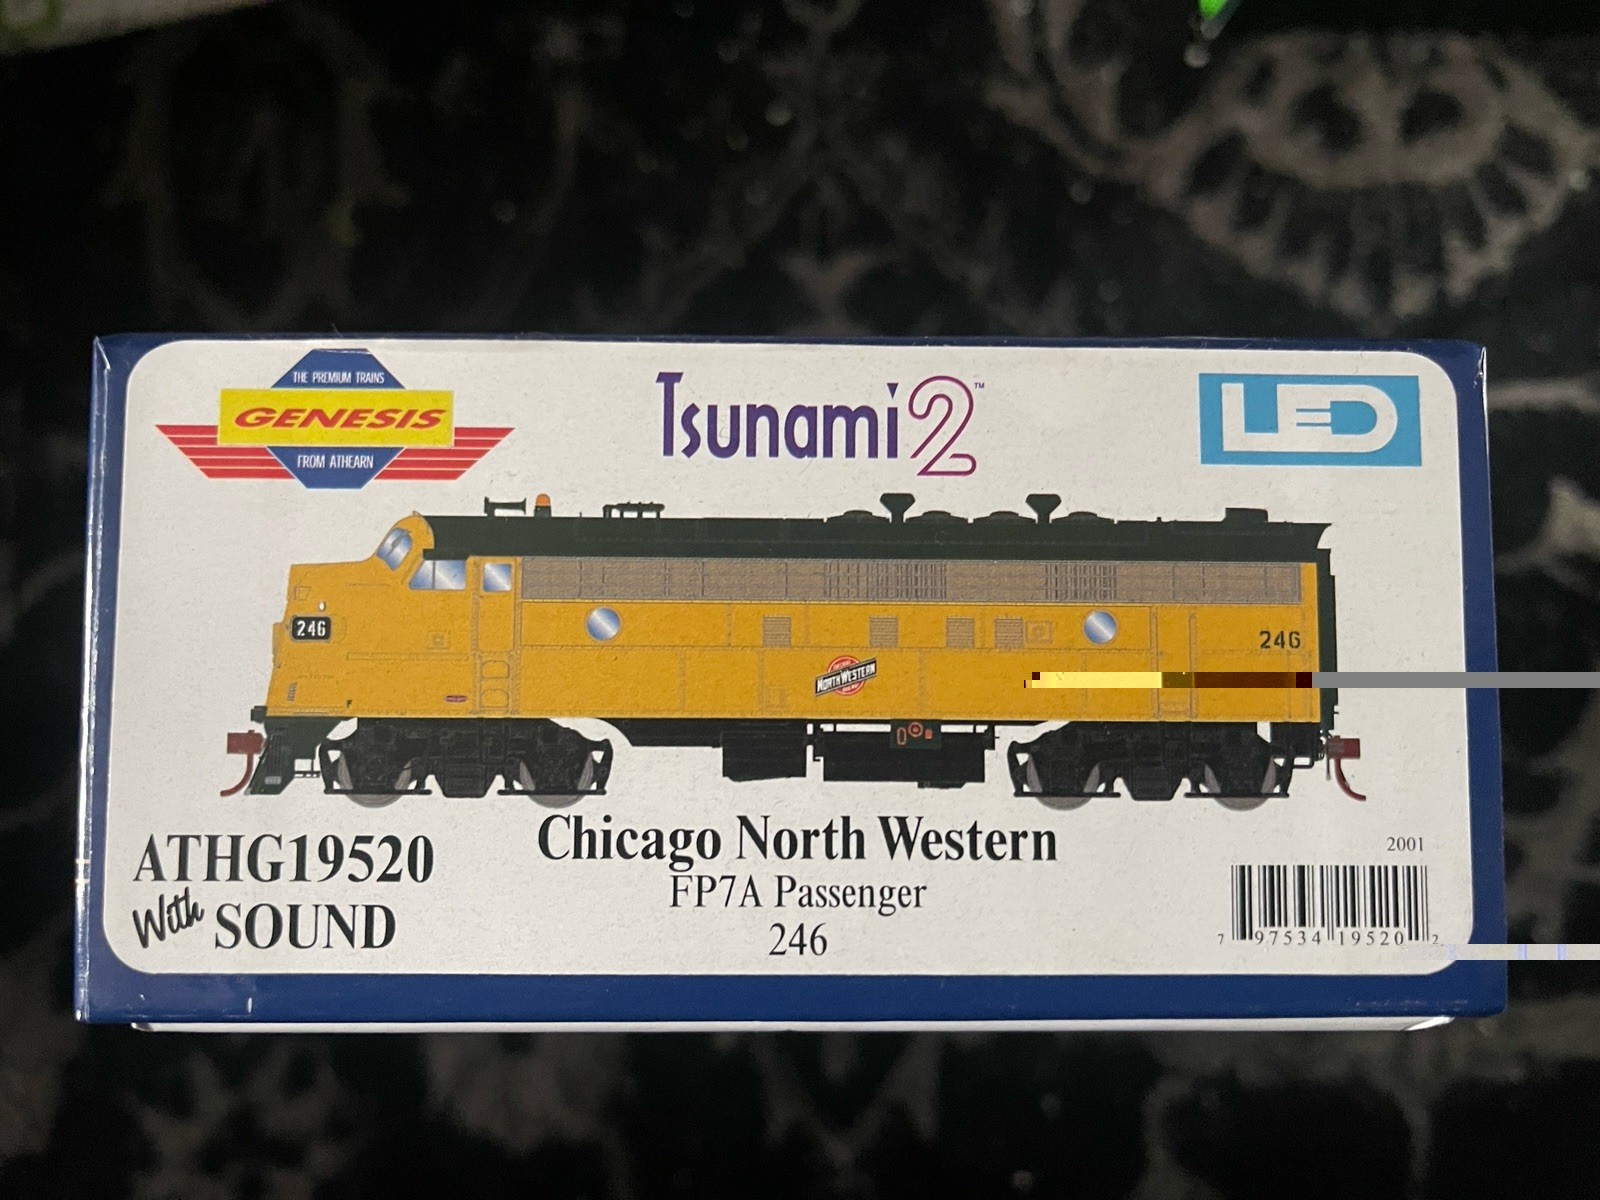 THE PREMIUM TRAINS
GENESIS
FROM ATHEARN
Tsunami2™
LED
246
246
NORTH WESTERN
ATHG19520
With SOUND
Chicago North Western
FP7A Passenger
246
2001
7 97534 19520 2